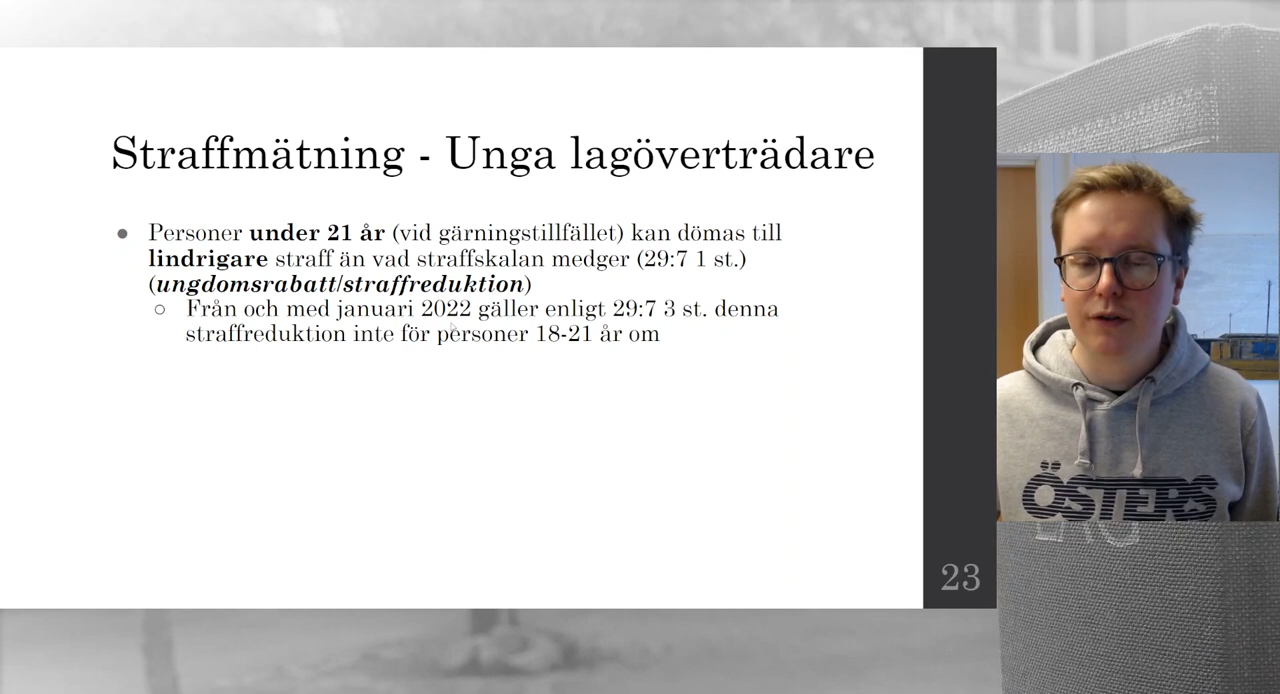 Straffmätning - Unga lagöverträdare
● Personer under 21 år (vid gärningstillfället) kan dömas till
lindrigare straff än vad straffskalan medger (29:7 1 st.)
(ungdomsrabatt/straffreduktion)
○ Från och med januari 2022 gäller enligt 29:7 3 st. denna
straffreduktion inte för personer 18-21 år om
23
ÖSTERS